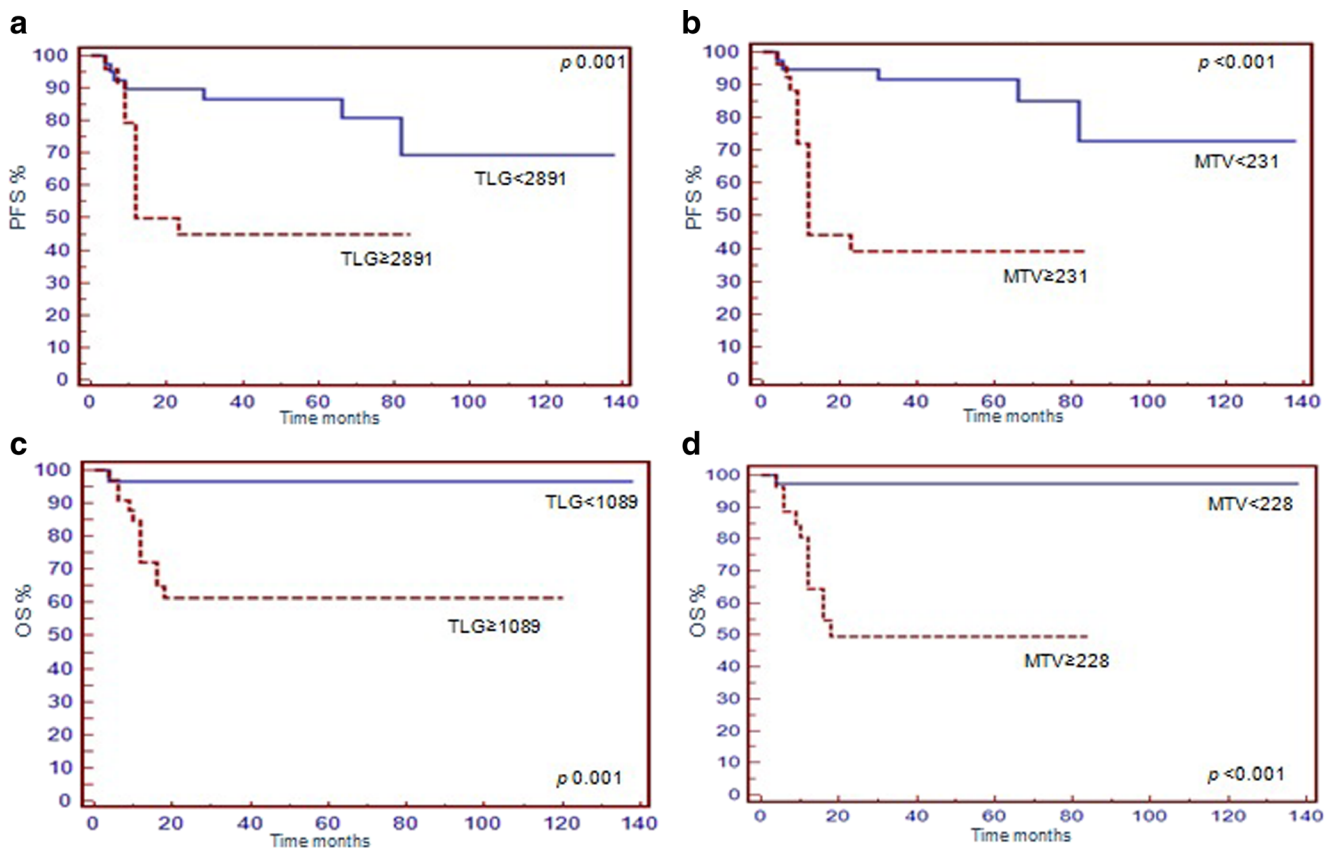 a
100
90
80
70
60
50
40
30
20
10
0
PFS %
p 0.001
TLG<2891
TLG≥2891
0 20 40 60 80 100 120 140
Time months
b
100
90
80
70
60
50
40
30
20
10
0
PFS %
p <0.001
MTV<231
MTV≥231
0 20 40 60 80 100 120 140
Time months
c
100
90
80
70
60
50
40
30
20
10
0
OS %
TLG<1089
TLG≥1089
p 0.001
0 20 40 60 80 100 120 140
Time months
d
100
90
80
70
60
50
40
30
20
10
0
OS %
MTV<228
MTV≥228
p <0.001
0 20 40 60 80 100 120 140
Time months